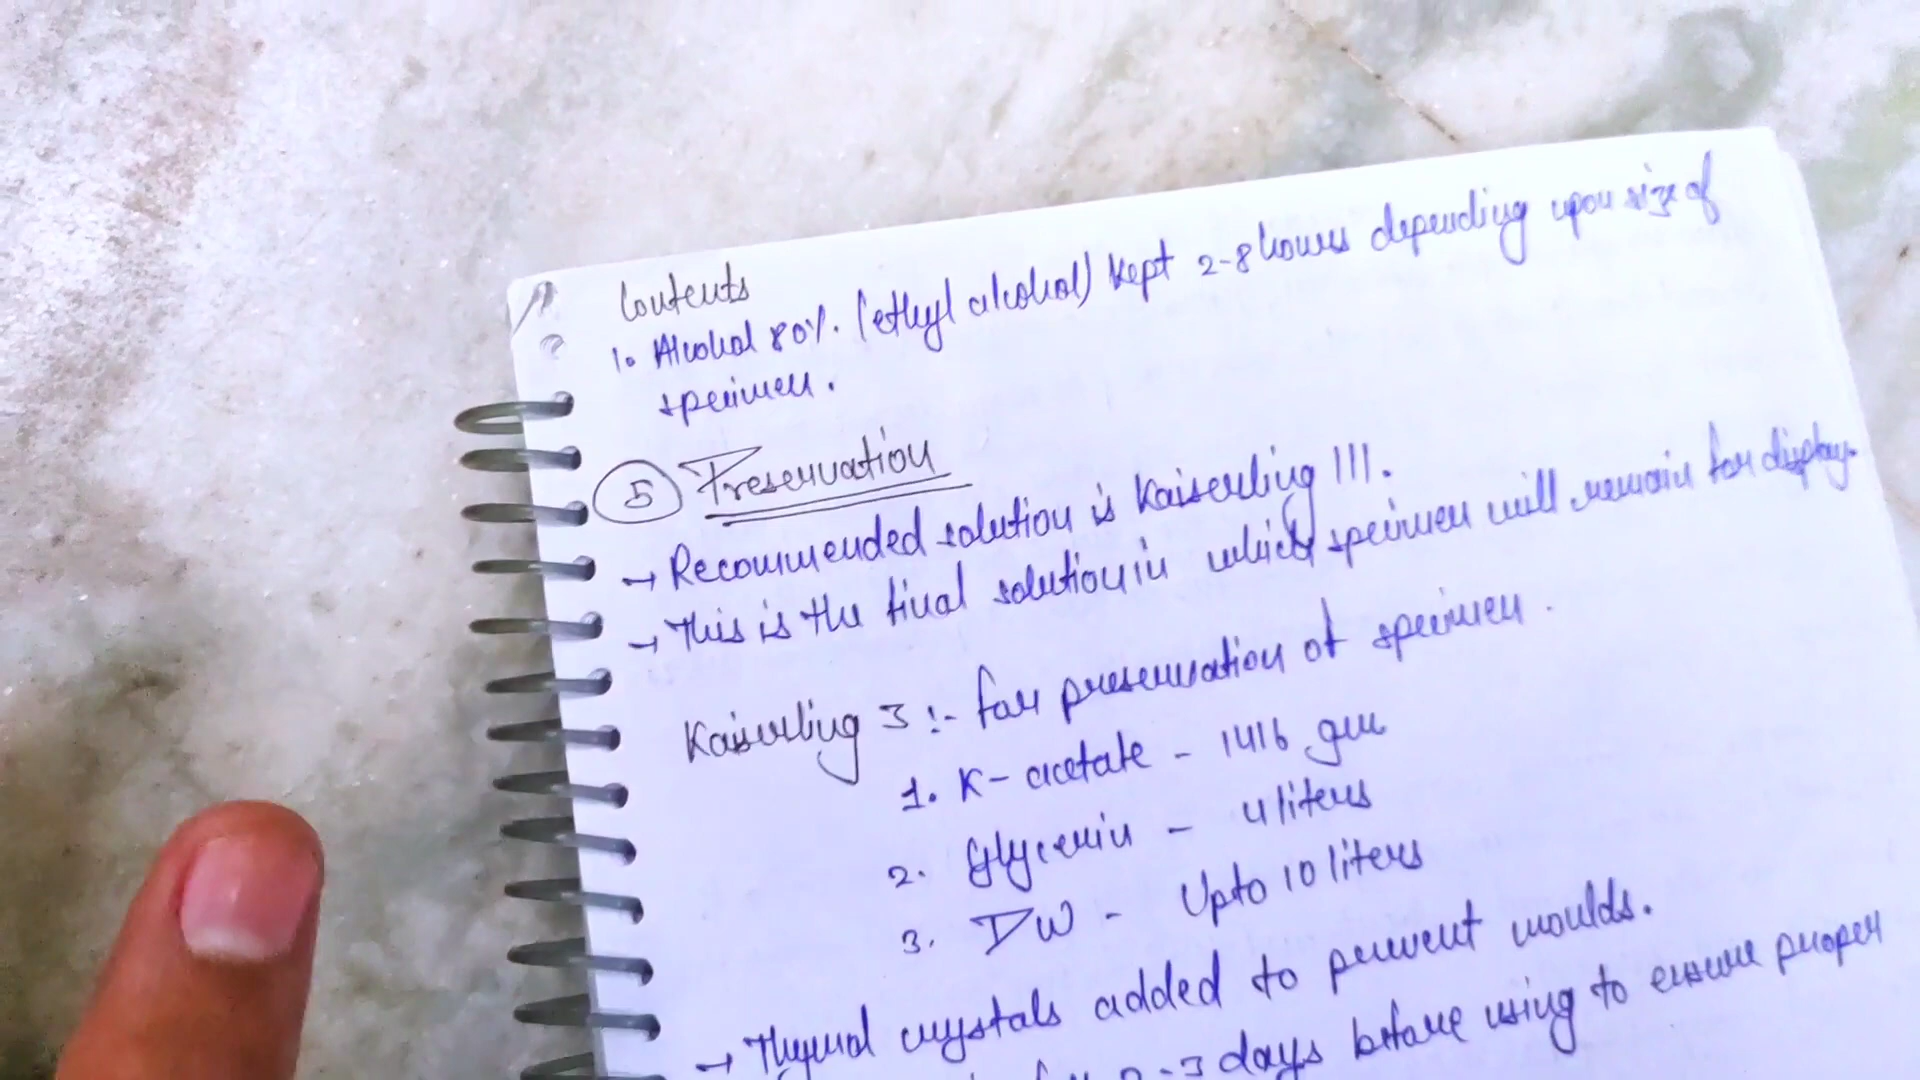 Contents
1. Alcohol 80%. (ethyl alcohol) kept 2-8 hours depending upon size of
specimen.
5 Preservation
→ Recommended solution is Kaiserling III.
→ This is the final solution in which specimen will remain for display.
Kaiserling 3 :- for preservation of specimen.
1. K- acetate - 1416 gm
2. Glycerin - 4 liters
3. DW - Upto 10 liters
→ Thymol crystals added to prevent moulds.
2-3 days before using to ensure proper